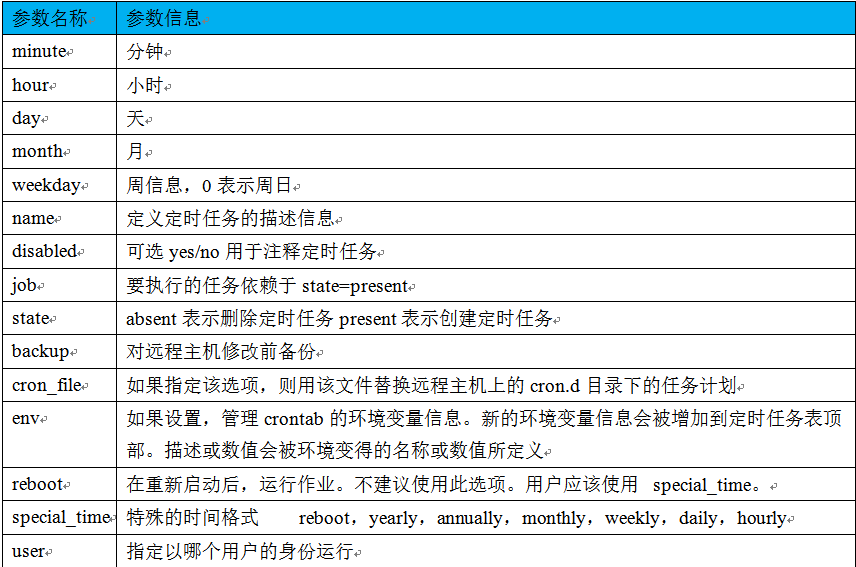 参数名称 参数信息
minute 分钟
hour 小时
day 天
month 月
weekday 周信息，0 表示周日
name 定义定时任务的描述信息
disabled 可选 yes/no 用于注释定时任务
job 要执行的任务依赖于 state=present
state absent 表示删除定时任务 present 表示创建定时任务
backup 对远程主机修改前备份
cron_file 如果指定该选项，则用该文件替换远程主机上的 cron.d 目录下的任务计划
env 如果设置，管理 crontab 的环境变量信息。新的环境变量信息会被增加到定时任务表顶
部。描述或数值会被环境变得的名称或数值所定义
reboot 在重新启动后，运行作业。不建议使用此选项。用户应该使用 special_time。
special_time 特殊的时间格式 reboot，yearly，annually，monthly，weekly，daily，hourly
user 指定以哪个用户的身份运行